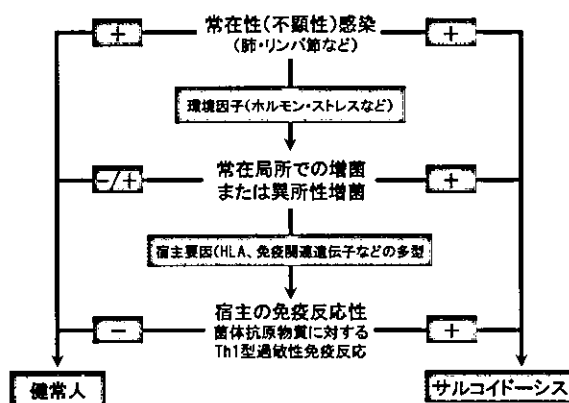 + 常在性(不顕性)感染 +
(肺・リンパ節など)
環境因子(ホルモン・ストレスなど)
-/+ 常在局所での増菌 +
または異所性増菌
宿主要因(HLA、免疫関連遺伝子などの多型
宿主の免疫反応性
- 菌体抗原物質に対する +
Th1型過敏性免疫反応
健常人 サルコイドーシス